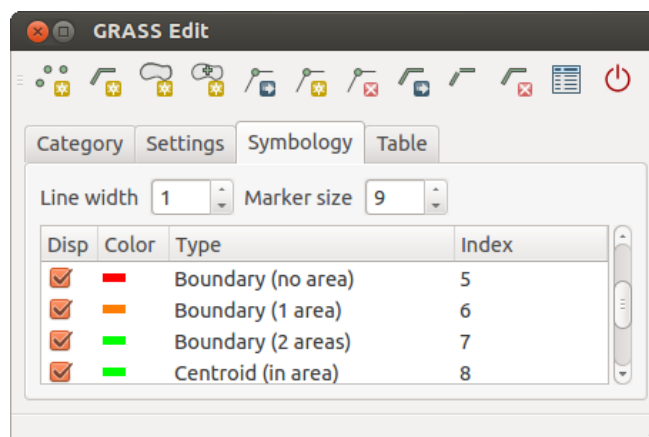 GRASS Edit
Category Settings Symbology Table
Line width 1 Marker size 9
Disp Color Type Index
Boundary (no area) 5
Boundary (1 area) 6
Boundary (2 areas) 7
Centroid (in area) 8